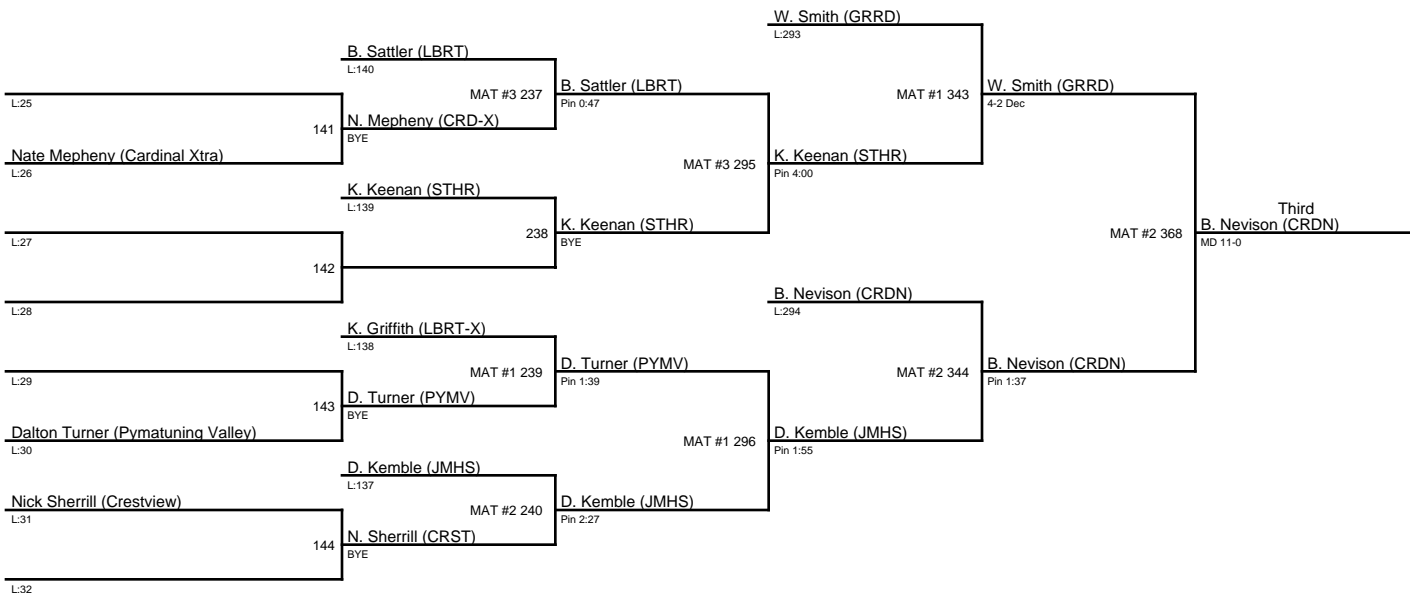 W. Smith (GRRD)
L:293
B. Sattler (LBRT)
L:140
MAT #3 237
B. Sattler (LBRT)
Pin 0:47
MAT #1 343
W. Smith (GRRD)
4-2 Dec
L:25
141
N. Mepheny (CRD-X)
BYE
Nate Mepheny (Cardinal Xtra)
L:26
MAT #3 295
K. Keenan (STHR)
Pin 4:00
K. Keenan (STHR)
L:139
L:27
238
K. Keenan (STHR)
BYE
MAT #2 368
Third
B. Nevison (CRDN)
MD 11-0
142
L:28
B. Nevison (CRDN)
L:294
K. Griffith (LBRT-X)
L:138
L:29
MAT #1 239
D. Turner (PYMV)
Pin 1:39
MAT #2 344
B. Nevison (CRDN)
Pin 1:37
143
D. Turner (PYMV)
BYE
Dalton Turner (Pymatuning Valley)
L:30
MAT #1 296
D. Kemble (JMHS)
Pin 1:55
D. Kemble (JMHS)
L:137
Nick Sherrill (Crestview)
L:31
MAT #2 240
D. Kemble (JMHS)
Pin 2:27
144
N. Sherrill (CRST)
BYE
L:32